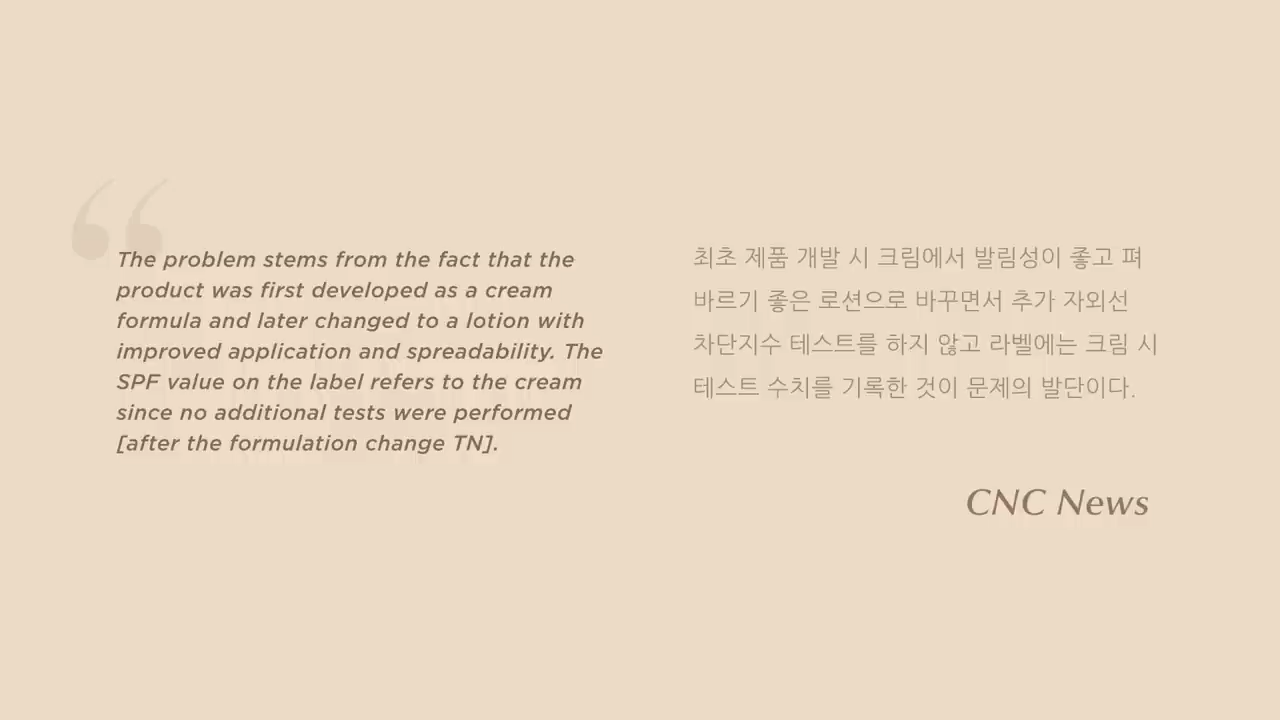 “
The problem stems from the fact that the
product was first developed as a cream
formula and later changed to a lotion with
improved application and spreadability. The
SPF value on the label refers to the cream
since no additional tests were performed
[after the formulation change TN].
최초 제품 개발 시 크림에서 발림성이 좋고 펴
바르기 좋은 로션으로 바꾸면서 추가 자외선
차단지수 테스트를 하지 않고 라벨에는 크림 시
테스트 수치를 기록한 것이 문제의 발단이다.
CNC News